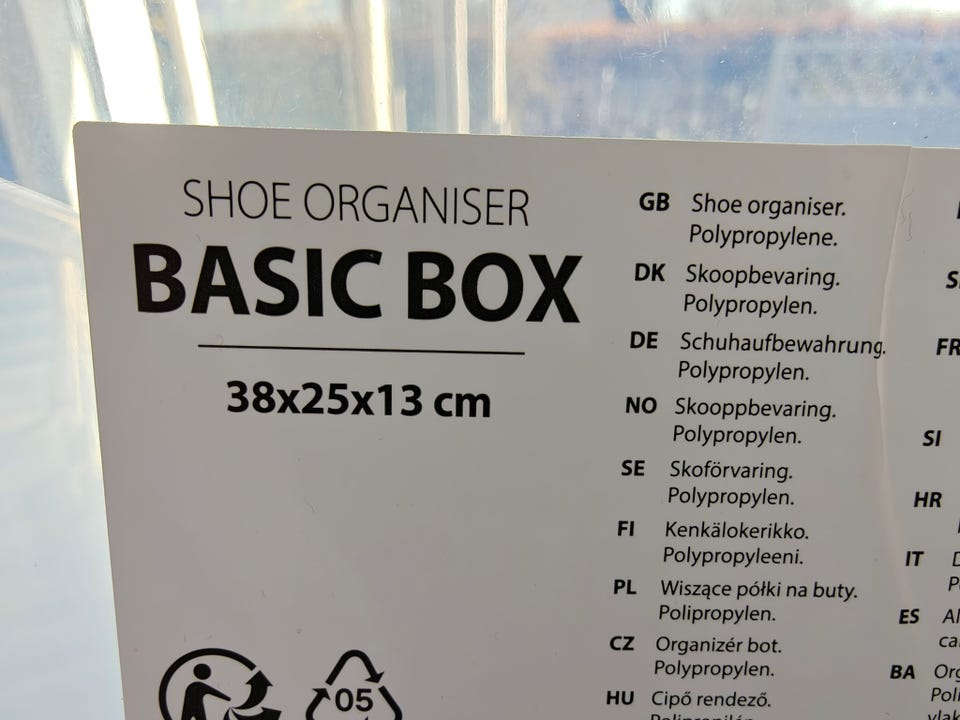 SHOE ORGANISER
BASIC BOX
38x25x13 cm
GB Shoe organiser.
Polypropylene.
DK Skoopbevaring.
Polypropylen.
DE Schuhaufbewahrung.
Polypropylen.
NO Skooppbevaring.
Polypropylen.
SE Skoförvaring.
Polypropylen.
FI Kenkälokerikko.
Polypropyleeni.
PL Wiszące półki na buty.
Polipropylen.
CZ Organizér bot.
Polypropylen.
HU Cipő rendező.
05
FR
SI
HR
IT
ES
BA